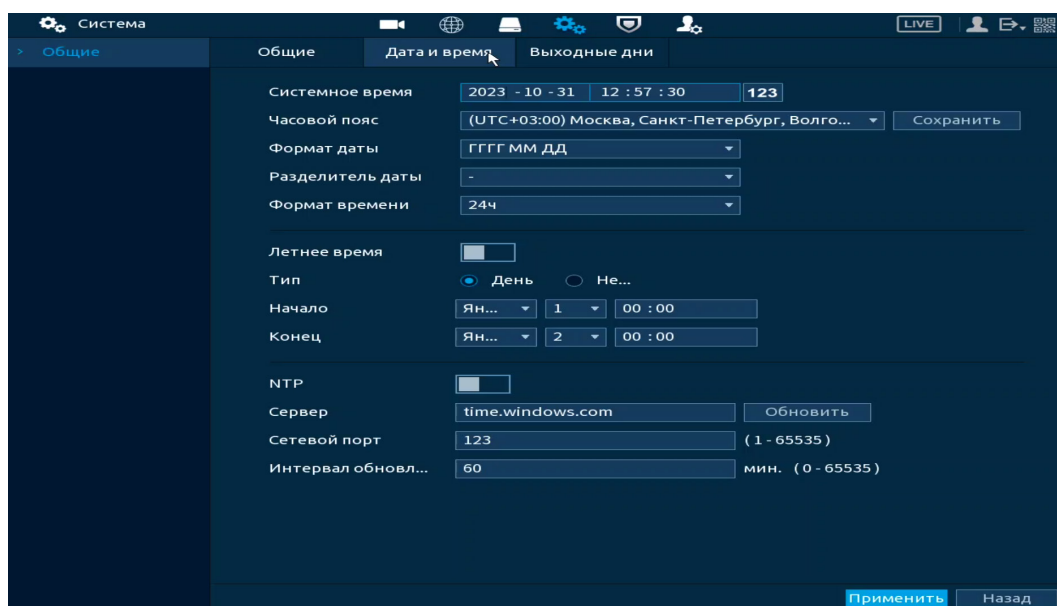 Система LIVE
> Общие
Общие Дата и время Выходные дни
Системное время 2023 - 10 - 31 12 : 57 : 30 123
Часовой пояс (UTC+03:00) Москва, Санкт-Петербург, Волго... Сохранить
Формат даты ГГГГ ММ ДД
Разделитель даты -
Формат времени 24ч
Летнее время
Тип День Не...
Начало Ян... 1 00 : 00
Конец Ян... 2 00 : 00
NTP
Сервер time.windows.com Обновить
Сетевой порт 123 ( 1 - 65535 )
Интервал обновл... 60 мин. ( 0 - 65535 )
Применить Назад